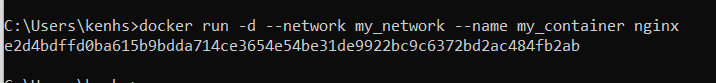 C:\Users\kenhs>docker run -d --network my_network --name my_container nginx
e2d4bdffd0ba615b9bdda714ce3654e54be31de9922bc9c6372bd2ac484fb2ab